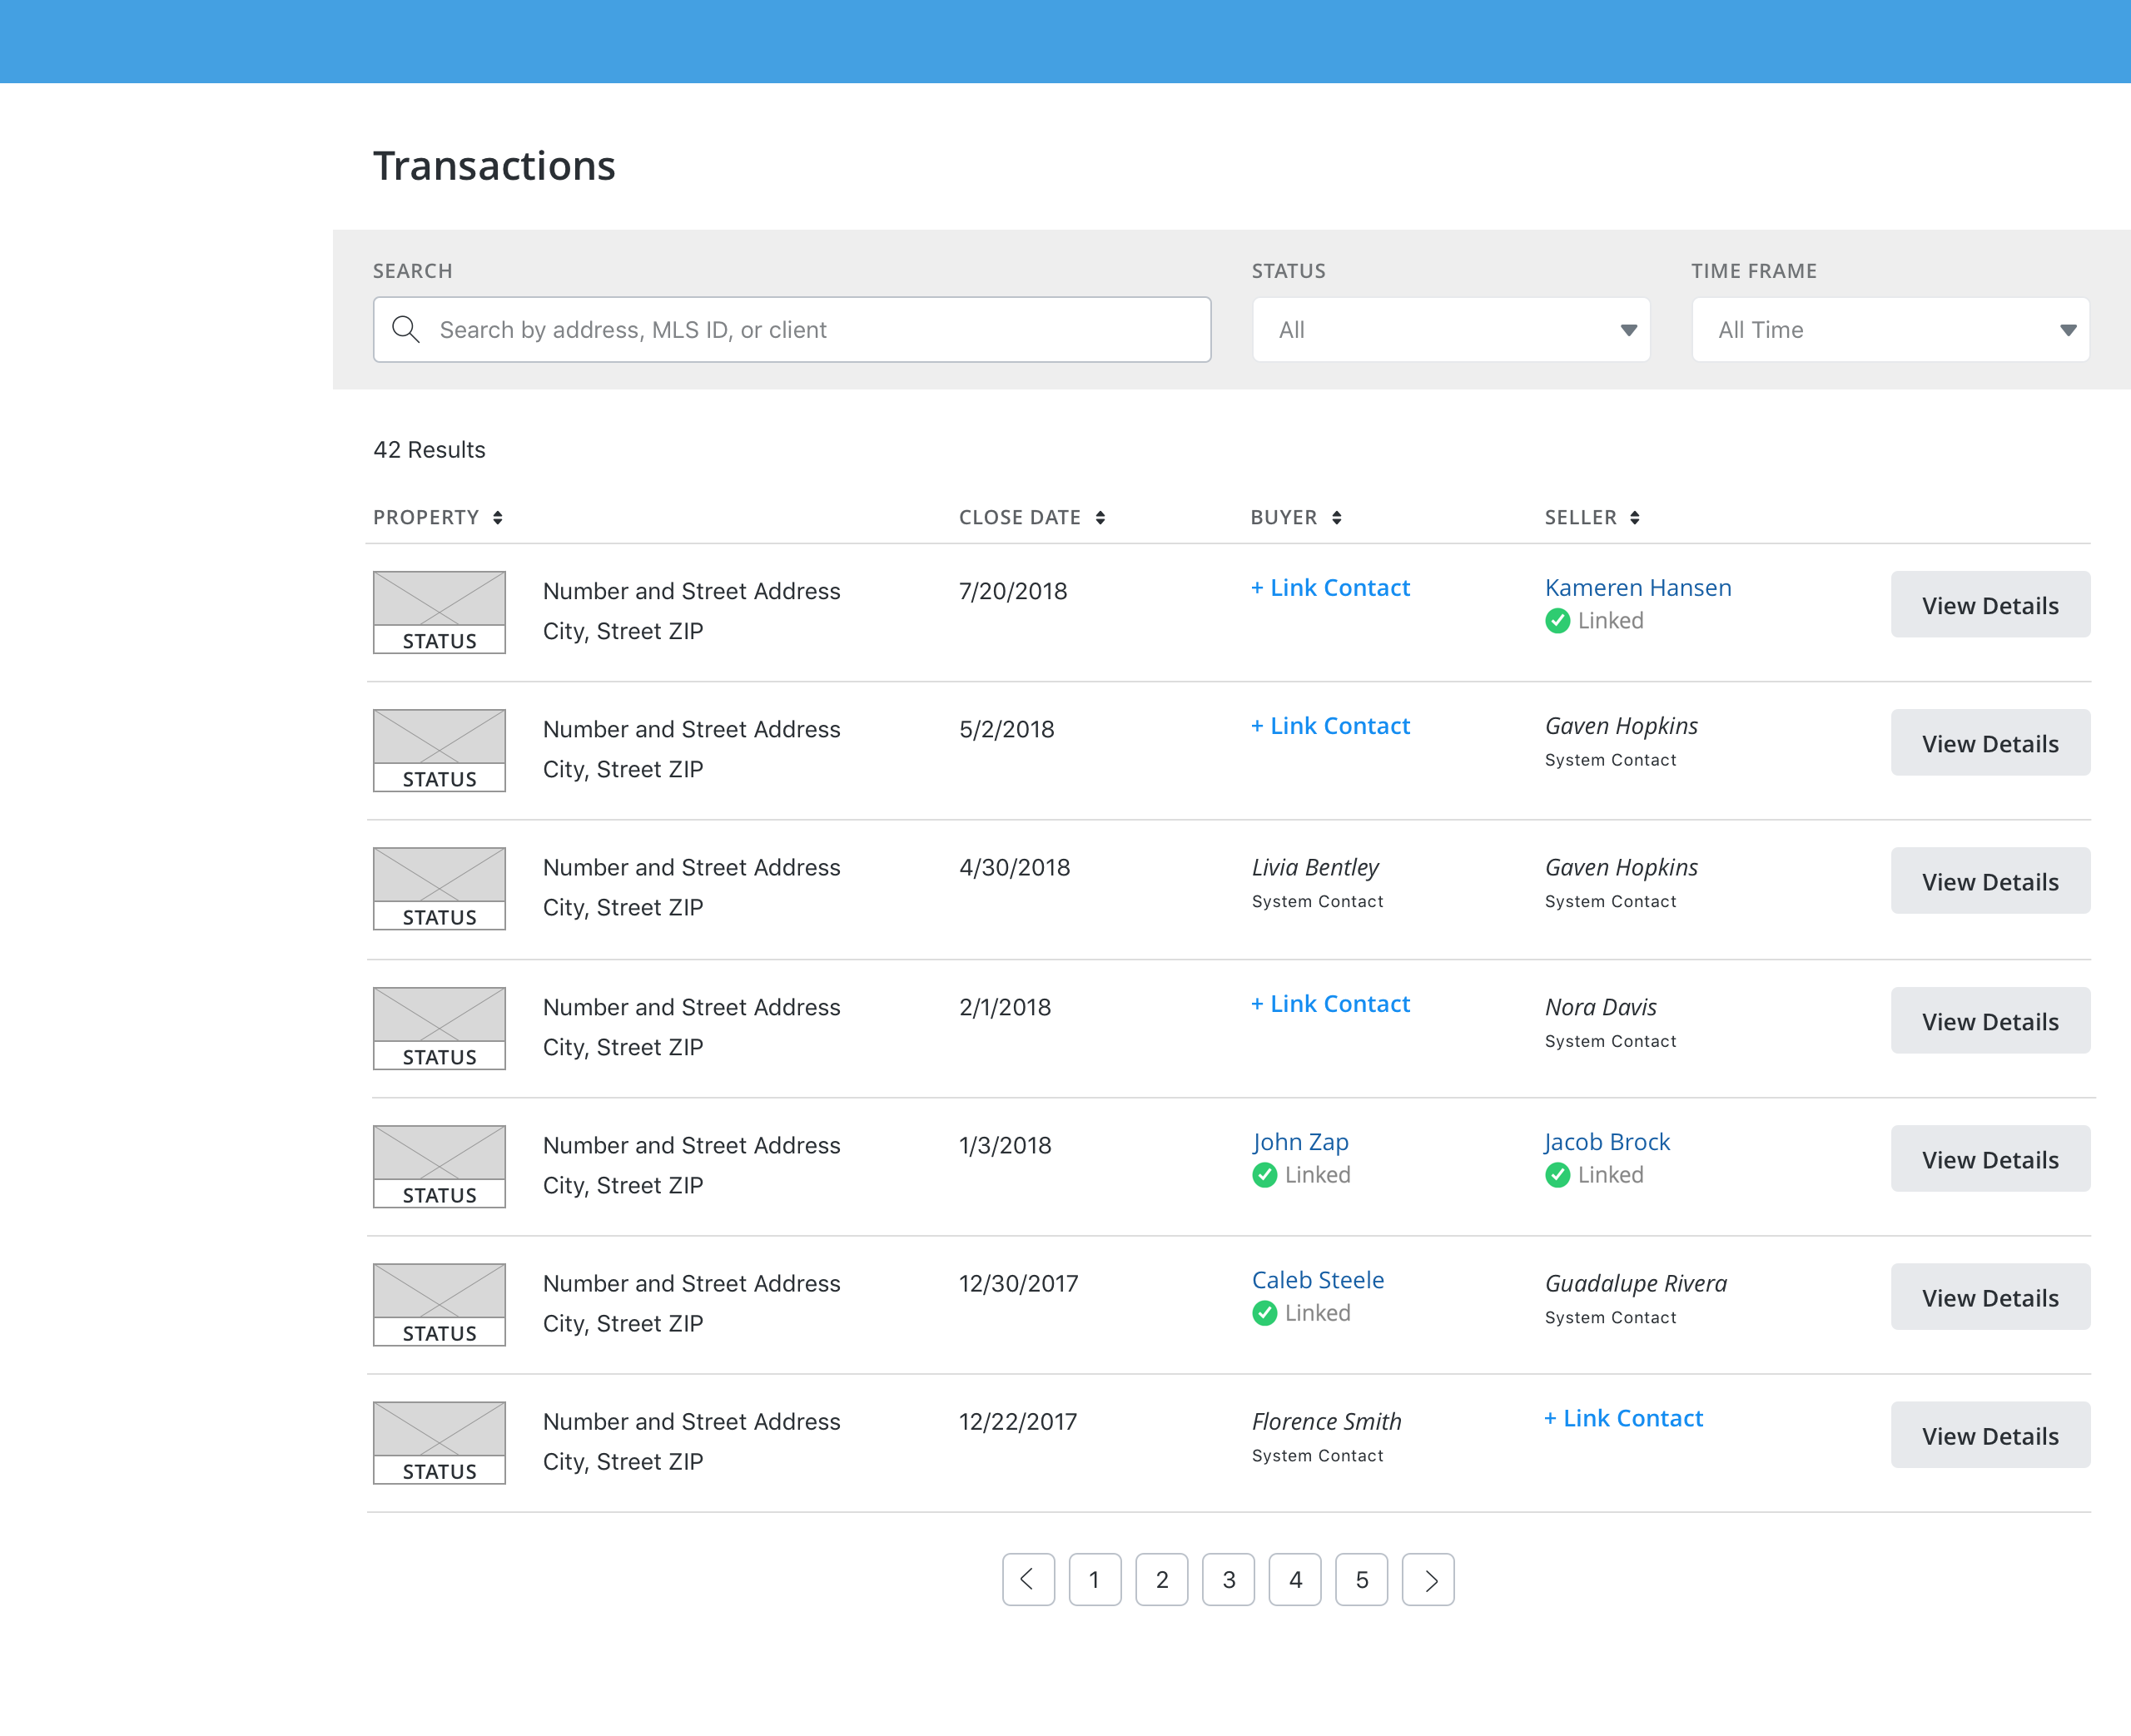 Transactions
SEARCH STATUS TIME FRAME
Search by address, MLS ID, or client All All Time
42 Results
PROPERTY CLOSE DATE BUYER SELLER
Number and Street Address 7/20/2018 + Link Contact Kameren Hansen View Details
STATUS City, Street ZIP Linked
Number and Street Address 5/2/2018 + Link Contact Gaven Hopkins View Details
STATUS City, Street ZIP System Contact
Number and Street Address 4/30/2018 Livia Bentley Gaven Hopkins View Details
STATUS City, Street ZIP System Contact System Contact
Number and Street Address 2/1/2018 + Link Contact Nora Davis View Details
STATUS City, Street ZIP System Contact
Number and Street Address 1/3/2018 John Zap Jacob Brock View Details
STATUS City, Street ZIP Linked Linked
Number and Street Address 12/30/2017 Caleb Steele Guadalupe Rivera View Details
STATUS City, Street ZIP Linked System Contact
Number and Street Address 12/22/2017 Florence Smith + Link Contact View Details
STATUS City, Street ZIP System Contact
1 2 3 4 5